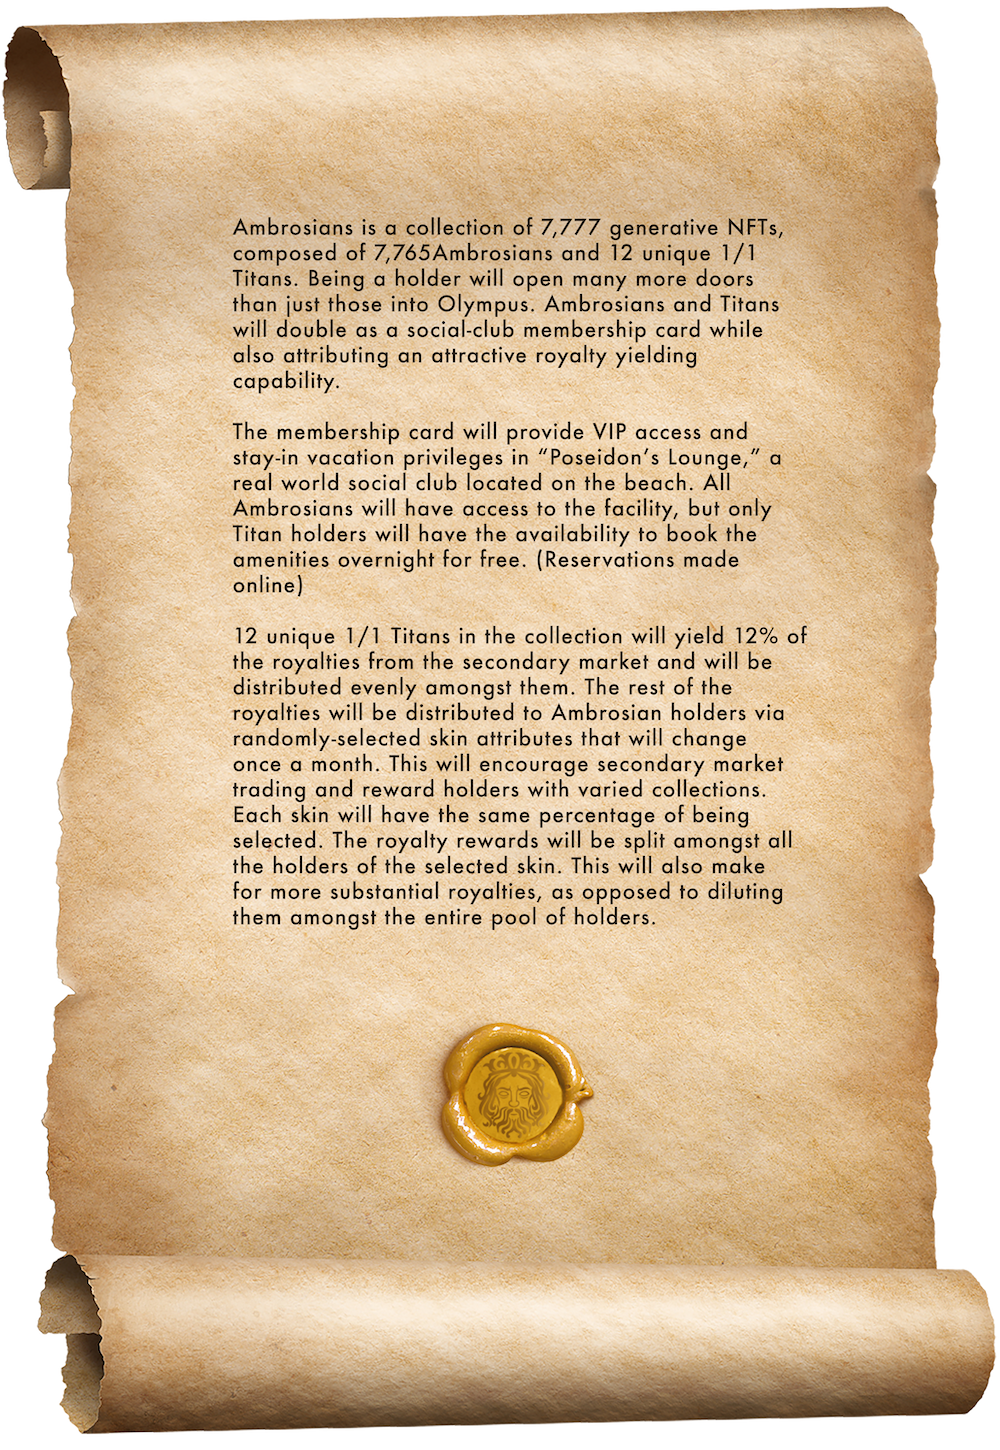 Ambrosians is a collection of 7,777 generative NFTs,
composed of 7,765Ambrosians and 12 unique 1/1
Titans. Being a holder will open many more doors
than just those into Olympus. Ambrosians and Titans
will double as a social-club membership card while
also attributing an attractive royalty yielding
capability.
The membership card will provide VIP access and
stay-in vacation privileges in “Poseidon’s Lounge,” a
real world social club located on the beach. All
Ambrosians will have access to the facility, but only
Titan holders will have the availability to book the
amenities overnight for free. (Reservations made
online)
12 unique 1/1 Titans in the collection will yield 12% of
the royalties from the secondary market and will be
distributed evenly amongst them. The rest of the
royalties will be distributed to Ambrosian holders via
randomly-selected skin attributes that will change
once a month. This will encourage secondary market
trading and reward holders with varied collections.
Each skin will have the same percentage of being
selected. The royalty rewards will be split amongst all
the holders of the selected skin. This will also make
for more substantial royalties, as opposed to diluting
them amongst the entire pool of holders.